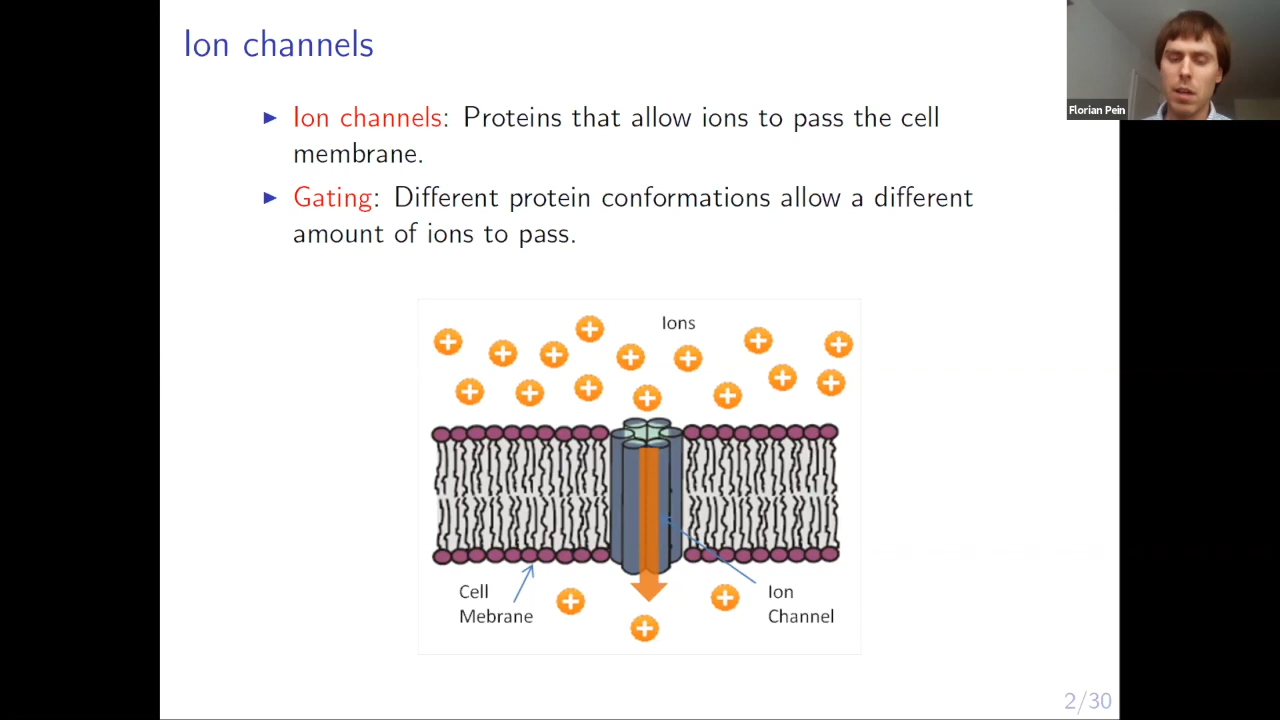 Ion channels
Florian Pein
▶ Ion channels: Proteins that allow ions to pass the cell
membrane.
▶ Gating: Different protein conformations allow a different
amount of ions to pass.
Ions
Cell
Mebrane
Ion
Channel
2/30